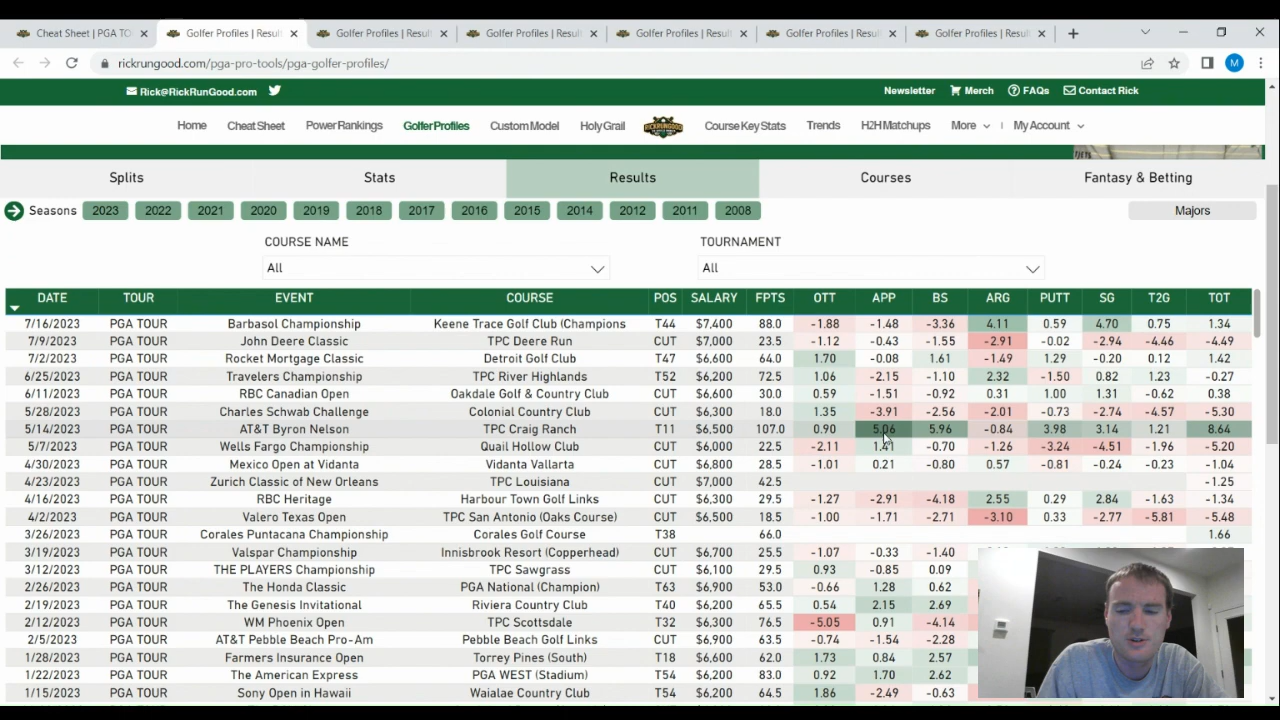 Cheat Sheet | PGA TO
Golfer Profiles | Result
Golfer Profiles | Result
Golfer Profiles | Result
Golfer Profiles | Result
Golfer Profiles | Result
Golfer Profiles | Result
rickrungood.com/pga-pro-tools/pga-golfer-profiles/
M
Rick@RickRunGood.com
Newsletter Merch FAQs Contact Rick
Home Cheat Sheet Power Rankings Golfer Profiles Custom Model Holy Grail RICKRUNGOOD Course Key Stats Trends H2H Matchups More My Account
Splits Stats Results Courses Fantasy & Betting
Seasons 2023 2022 2021 2020 2019 2018 2017 2016 2015 2014 2012 2011 2008 Majors
COURSE NAME TOURNAMENT
All All
DATE TOUR EVENT COURSE POS SALARY FPTS OTT APP BS ARG PUTT SG T2G TOT
7/16/2023 PGA TOUR Barbasol Championship Keene Trace Golf Club (Champions T44 $7,400 88.0 -1.88 -1.48 -3.36 4.11 0.59 4.70 0.75 1.34
7/9/2023 PGA TOUR John Deere Classic TPC Deere Run CUT $7,000 23.5 -1.12 -0.43 -1.55 -2.91 -0.02 -2.94 -4.46 -4.49
7/2/2023 PGA TOUR Rocket Mortgage Classic Detroit Golf Club T47 $6,600 64.0 1.70 -0.08 1.61 -1.49 1.29 -0.20 0.12 1.42
6/25/2023 PGA TOUR Travelers Championship TPC River Highlands T52 $6,200 72.5 1.06 -2.15 -1.10 2.32 -1.50 0.82 1.23 -0.27
6/11/2023 PGA TOUR RBC Canadian Open Oakdale Golf & Country Club CUT $6,600 30.0 0.59 -1.51 -0.92 0.31 1.00 1.31 -0.62 0.38
5/28/2023 PGA TOUR Charles Schwab Challenge Colonial Country Club CUT $6,300 18.0 1.35 -3.91 -2.56 -2.01 -0.73 -2.74 -4.57 -5.30
5/14/2023 PGA TOUR AT&T Byron Nelson TPC Craig Ranch T11 $6,500 107.0 0.90 5.06 5.96 -0.84 3.98 3.14 1.21 8.64
5/7/2023 PGA TOUR Wells Fargo Championship Quail Hollow Club CUT $6,000 22.5 -2.11 1.41 -0.70 -1.26 -3.24 -4.51 -1.96 -5.20
4/30/2023 PGA TOUR Mexico Open at Vidanta Vidanta Vallarta CUT $6,800 28.5 -1.01 0.21 -0.80 0.57 -0.81 -0.24 -0.23 -1.04
4/23/2023 PGA TOUR Zurich Classic of New Orleans TPC Louisiana CUT $7,000 42.5 -1.25
4/16/2023 PGA TOUR RBC Heritage Harbour Town Golf Links CUT $6,300 29.5 -1.27 -2.91 -4.18 2.55 0.29 2.84 -1.63 -1.34
4/2/2023 PGA TOUR Valero Texas Open TPC San Antonio (Oaks Course) CUT $6,500 18.5 -1.00 -1.71 -2.71 -3.10 0.33 -2.77 -5.81 -5.48
3/26/2023 PGA TOUR Corales Puntacana Championship Corales Golf Course T38 66.0 1.66
3/19/2023 PGA TOUR Valspar Championship Innisbrook Resort (Copperhead) CUT $6,700 25.5 -1.07 -0.33 -1.40
3/12/2023 PGA TOUR THE PLAYERS Championship TPC Sawgrass CUT $6,100 29.5 0.93 -0.85 0.09
2/26/2023 PGA TOUR The Honda Classic PGA National (Champion) T63 $6,900 53.0 -0.66 1.28 0.62
2/19/2023 PGA TOUR The Genesis Invitational Riviera Country Club T40 $6,200 65.5 0.54 2.15 2.69
2/12/2023 PGA TOUR WM Phoenix Open TPC Scottsdale T32 $6,300 76.5 -5.05 0.91 -4.14
2/5/2023 PGA TOUR AT&T Pebble Beach Pro-Am Pebble Beach Golf Links CUT $6,900 63.5 -0.74 -1.54 -2.28
1/28/2023 PGA TOUR Farmers Insurance Open Torrey Pines (South) T18 $6,600 62.0 1.73 0.84 2.57
1/22/2023 PGA TOUR The American Express PGA WEST (Stadium) T54 $6,200 83.0 0.92 1.70 2.62
1/15/2023 PGA TOUR Sony Open in Hawaii Waialae Country Club T54 $6,200 64.5 1.86 -2.49 -0.63